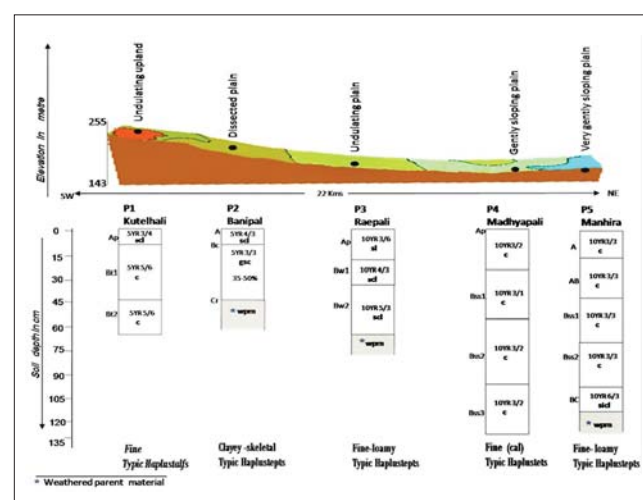 Undulating upland
Dissected plain
Undulating plain
Gently sloping plain
Very gently sloping plain
Elevation in metre
255
143
SW
22 Kms
NE
P1
Kutelhali
P2
Banipal
P3
Raepali
P4
Madhyapali
P5
Manhira
Soil depth in cm
0
15
30
45
60
75
90
105
120
135
Ap
5YR 3/4
scl
Bt1
5YR 5/6
c
Bt2
5YR 5/6
c
A
5YR 4/3
scl
Bc
5YR 3/3
gsc
35-50%
Cr
* wpm
Ap
10YR 3/6
sl
Bw1
10YR 4/3
scl
Bw2
10YR 5/3
scl
* wpm
Ap
10YR 3/2
c
Bss1
10YR 3/1
c
Bss2
10YR 3/2
c
Bss3
10YR 3/2
c
A
10YR 3/3
c
AB
10YR 3/3
c
Bss1
10YR 3/3
c
Bss2
10YR 3/3
c
BC
10YR 6/3
sicl
* wpm
Fine
Typic Haplustalfs
Clayey -skeletal
Typic Haplustepts
Fine-loamy
Typic Haplustepts
Fine (cal)
Typic Haplustets
Fine- loamy
Typic Haplustepts
* Weathered parent material